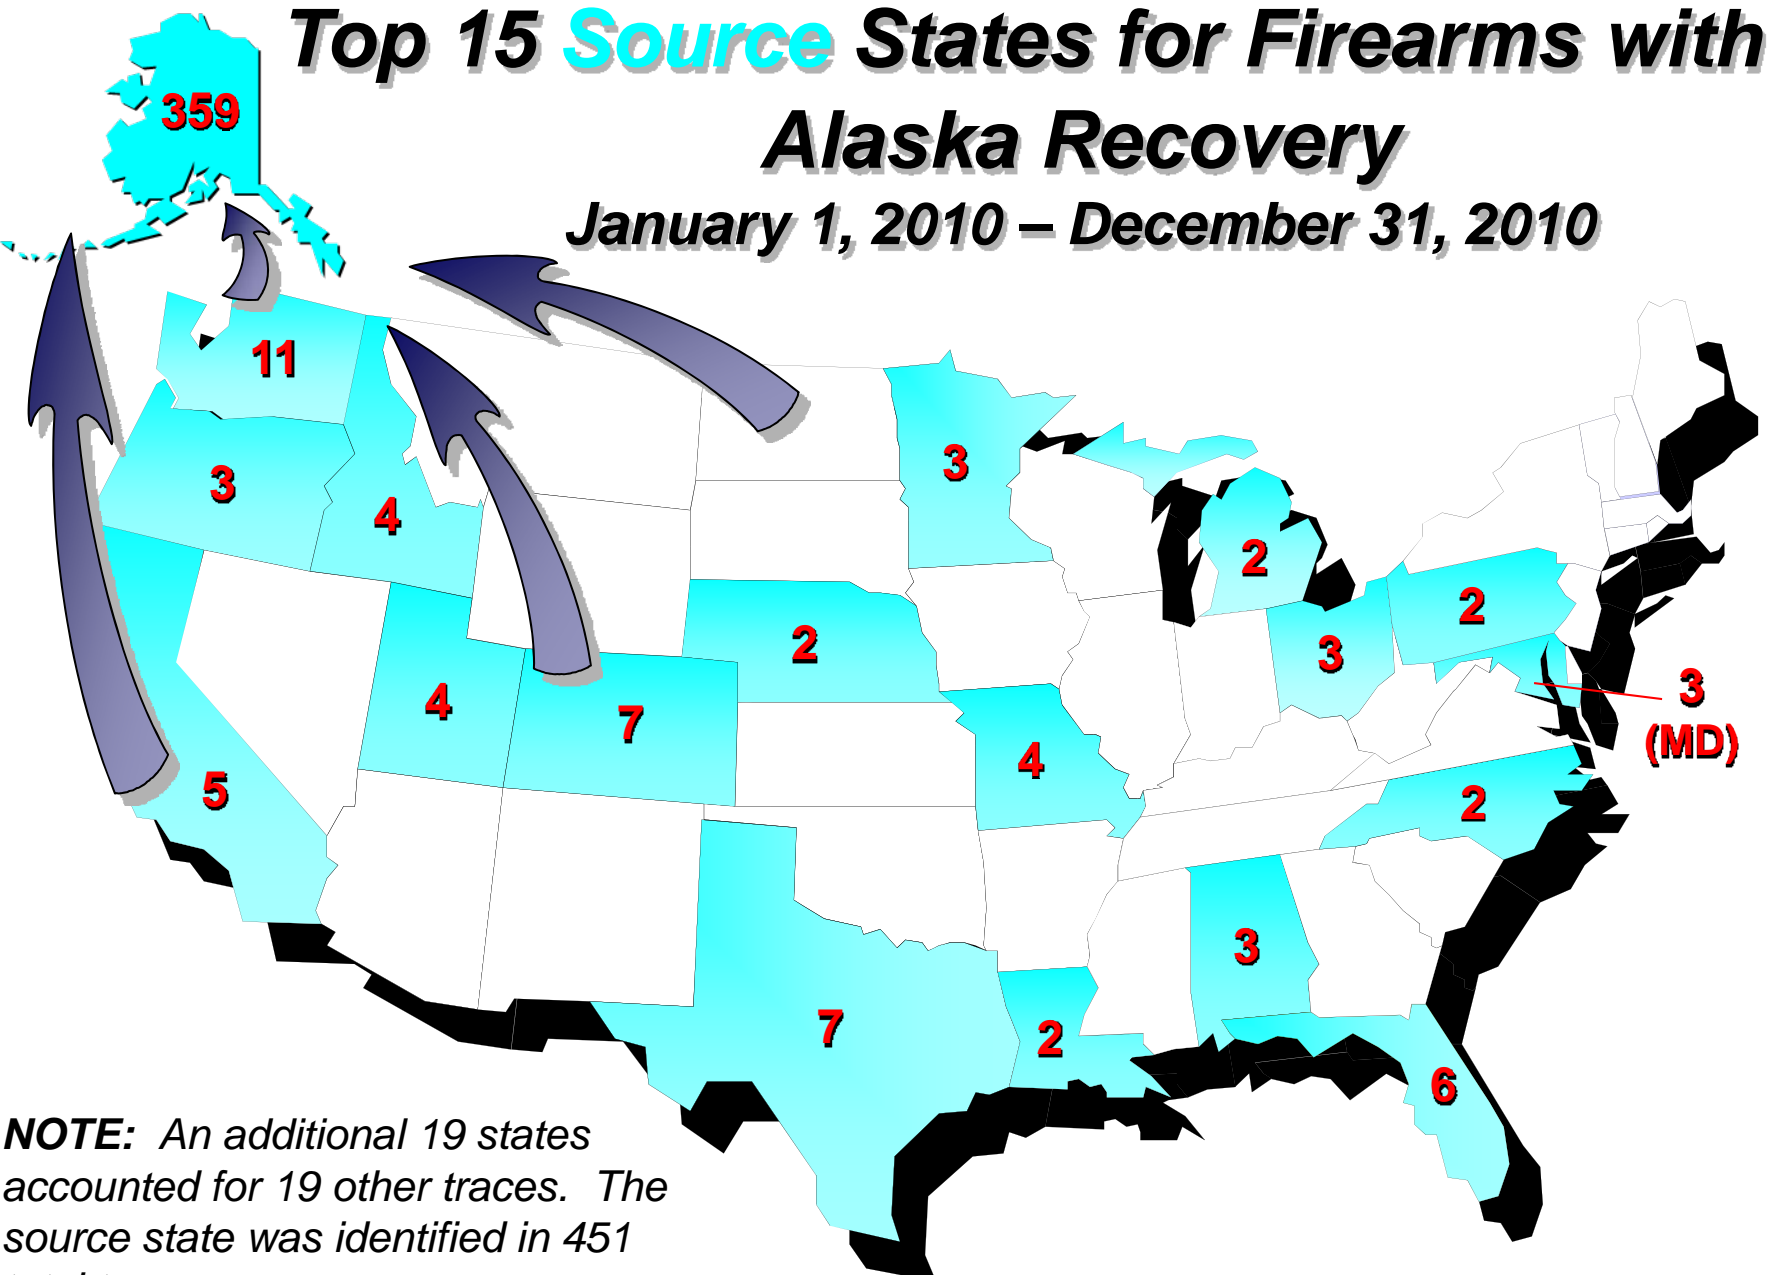 Top 15 Source States for Firearms with
Alaska Recovery
January 1, 2010 – December 31, 2010
359
11
3
4
3
2
2
2
3
4
7
3
(MD)
4
5
2
3
7
2
6
NOTE: An additional 19 states
accounted for 19 other traces. The
source state was identified in 451